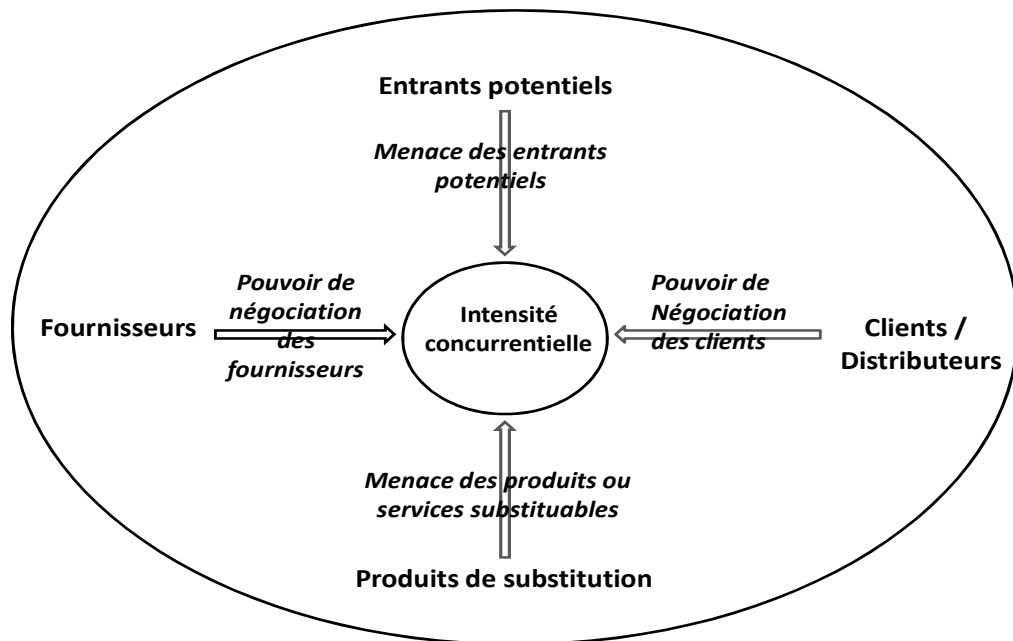 Entrants potentiels
Menace des entrants
potentiels
Fournisseurs
Pouvoir de
négociation
des
fournisseurs
Intensité
concurrentielle
Pouvoir de
Négociation
des clients
Clients /
Distributeurs
Menace des produits ou
services substituables
Produits de substitution